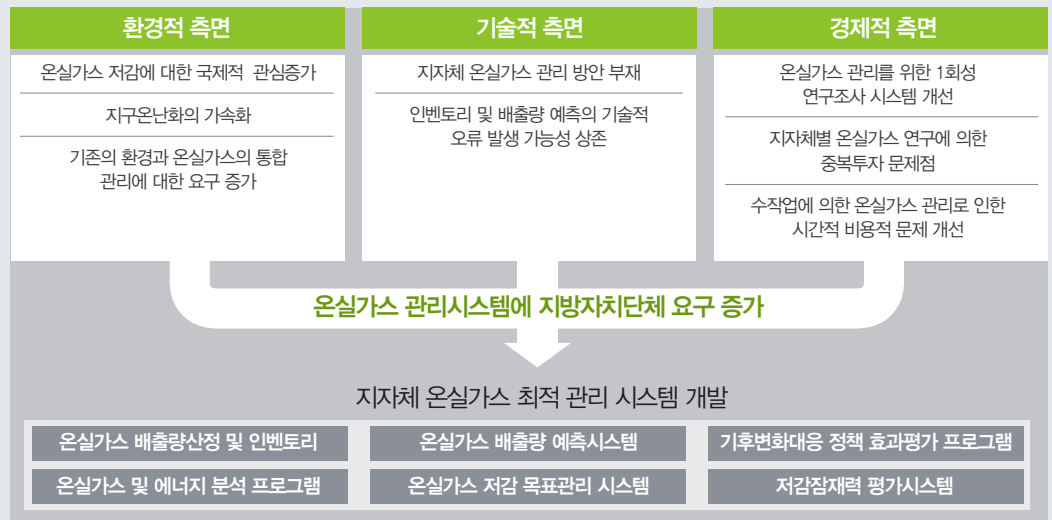 환경적 측면
온실가스 저감에 대한 국제적 관심증가
지구온난화의 가속화
기존의 환경과 온실가스의 통합
관리에 대한 요구 증가
기술적 측면
지자체 온실가스 관리 방안 부재
인벤토리 및 배출량 예측의 기술적
오류 발생 가능성 상존
경제적 측면
온실가스 관리를 위한 1회성
연구조사 시스템 개선
지자체별 온실가스 연구에 의한
중복투자 문제점
수작업에 의한 온실가스 관리로 인한
시간적 비용적 문제 개선
온실가스 관리시스템에 지방자치단체 요구 증가
지자체 온실가스 최적 관리 시스템 개발
온실가스 배출량산정 및 인벤토리
온실가스 배출량 예측시스템
기후변화대응 정책 효과평가 프로그램
온실가스 및 에너지 분석 프로그램
온실가스 저감 목표관리 시스템
저감잠재력 평가시스템